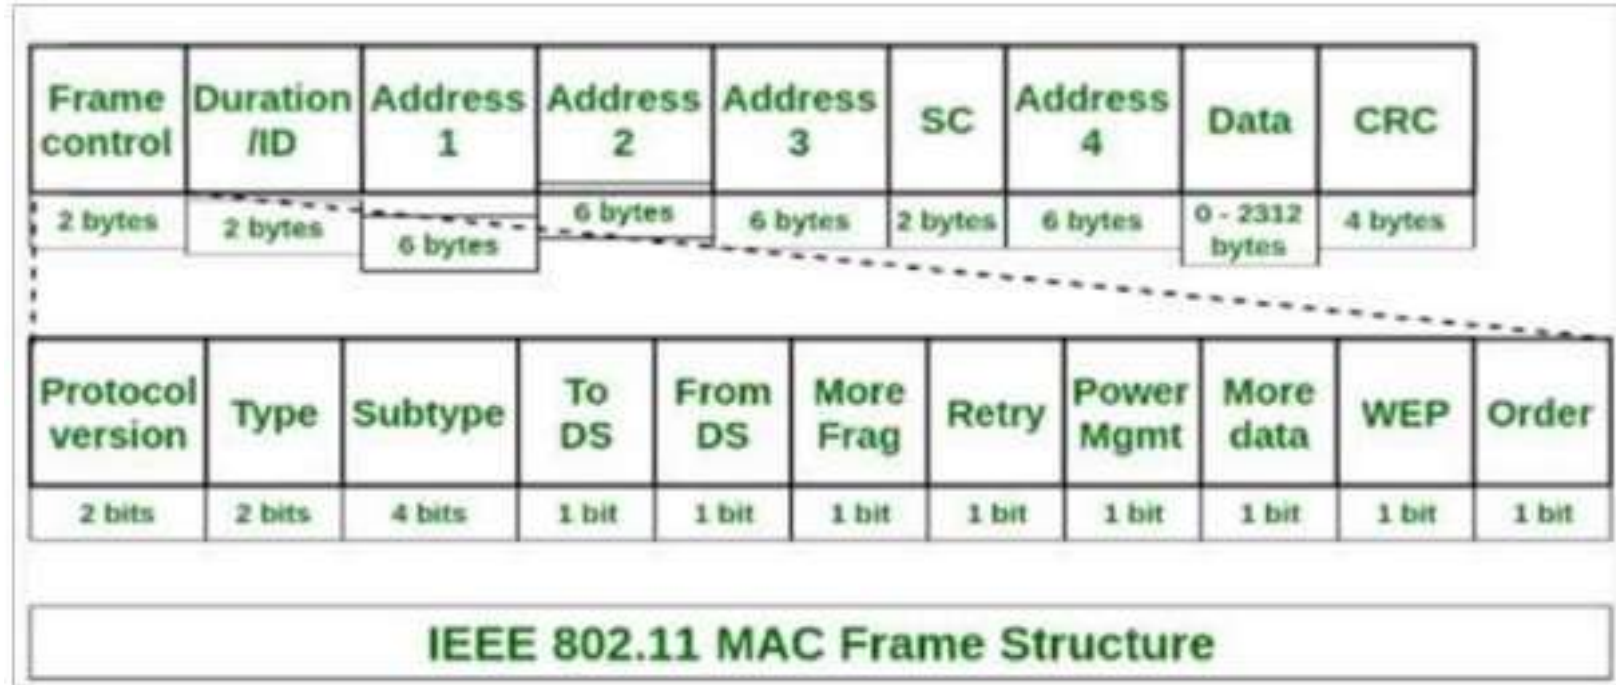 Frame control
Duration /ID
Address 1
Address 2
Address 3
SC
Address 4
Data
CRC
2 bytes
2 bytes
6 bytes
6 bytes
6 bytes
2 bytes
6 bytes
0 - 2312 bytes
4 bytes
Protocol version
Type
Subtype
To DS
From DS
More Frag
Retry
Power Mgmt
More data
WEP
Order
2 bits
2 bits
4 bits
1 bit
1 bit
1 bit
1 bit
1 bit
1 bit
1 bit
1 bit
IEEE 802.11 MAC Frame Structure